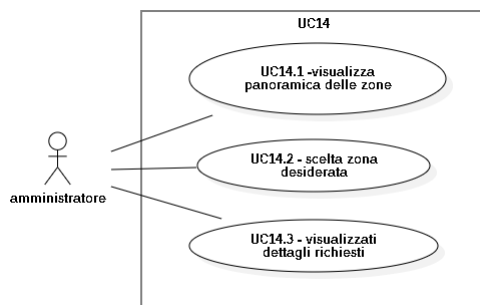 UC14
UC14.1 -visualizza
panoramica delle zone
UC14.2 - scelta zona
desiderata
amministratore
UC14.3 - visualizzati
dettagli richiesti